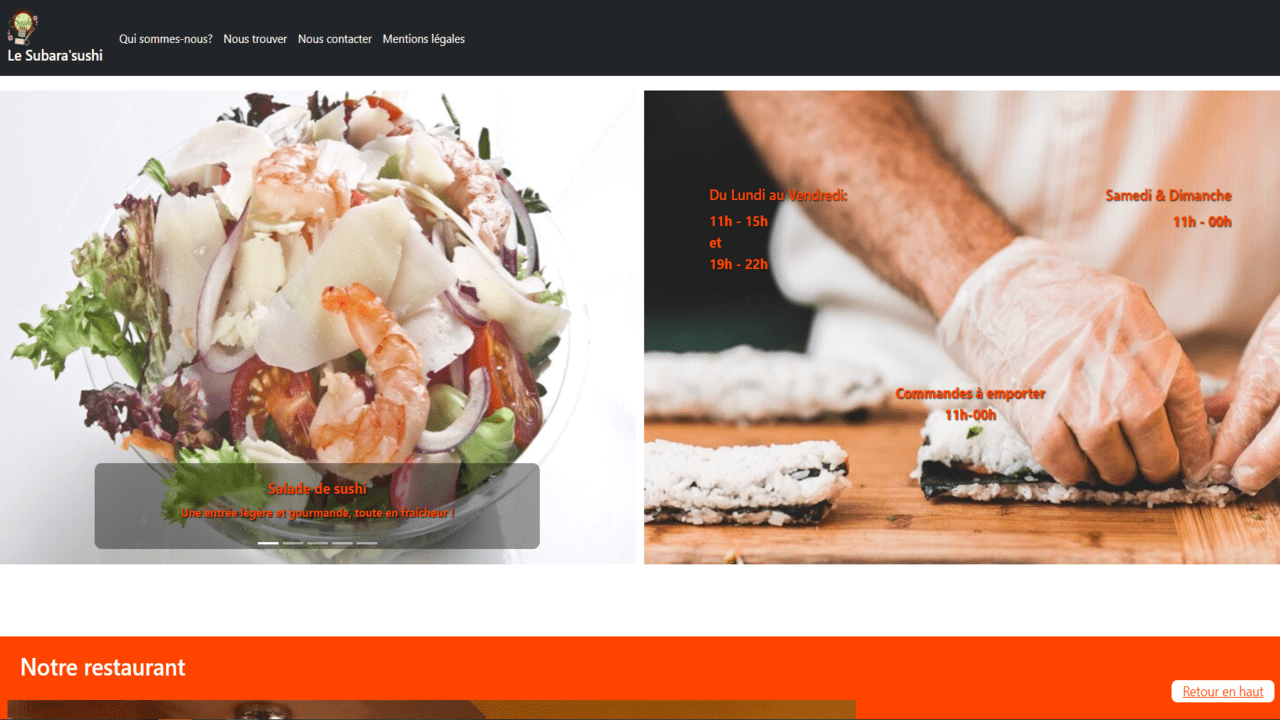 Le Subara'sushi
Qui sommes-nous?
Nous trouver
Nous contacter
Mentions légales
Salade de sushi
Une entrée légère et gourmande, toute en fraîcheur !
Du Lundi au Vendredi:
11h - 15h
et
19h - 22h
Samedi & Dimanche
11h - 00h
Commandes à emporter
11h-00h
Notre restaurant
Retour en haut